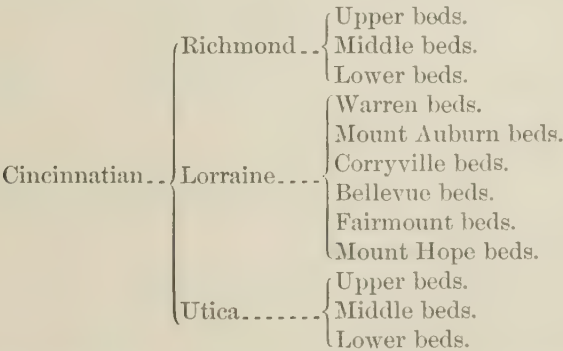 Upper beds.
Richmond.. Middle beds.
Lower beds.
Warren beds.
Mount Auburn beds.
Corryville beds.
Cincinnatian.. Lorraine.... Bellevue beds.
Fairmount beds.
Mount Hope beds.
Upper beds.
Utica....... Middle beds.
Lower beds.